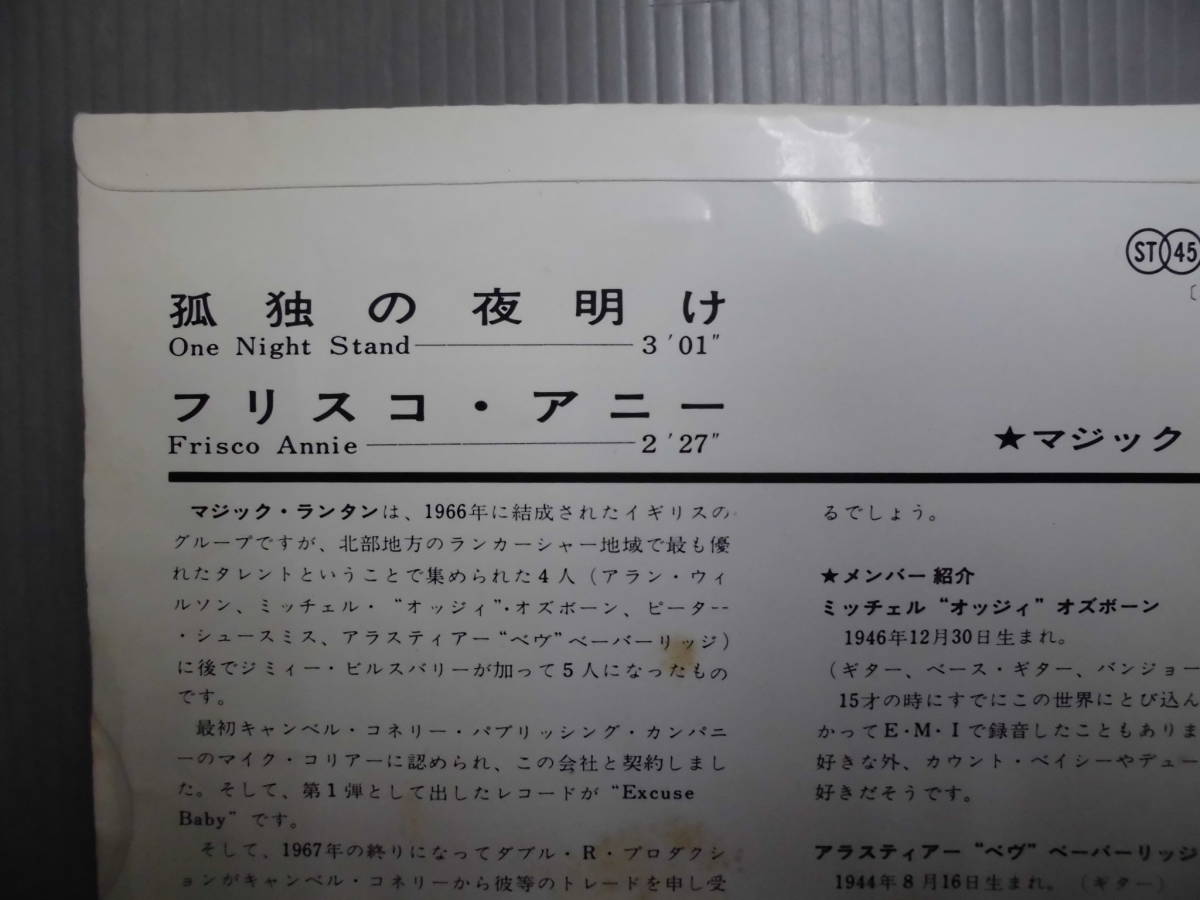 ST 45
孤独の夜明け
One Night Stand 3'01"
フリスコ・アニー
Frisco Annie 2'27"
★マジック
マジック・ランタンは、1966年に結成されたイギリスの
グループですが、北部地方のランカーシャー地域で最も優
れたタレントということで集められた4人（アラン・ウィ
ルソン、ミッチェル・“オッジィ”・オズボーン、ピーター
・シュースミス、アラスティアー“ベヴ”ベーバーリッジ）
に後でジミィー・ビルスバリーが加って5人になったもの
です。
最初キャンベル・コネリー・パブリッシング・カンパニ
ーのマイク・コリアーに認められ、この会社と契約しまし
た。そして、第1弾として出したレコードが“Excuse
Baby”です。
そして、1967年の終りになってダブル・R・プロダクシ
ョンがキャンベル・コネリーから彼等のトレードを申し受
るでしょう。
★メンバー紹介
ミッチェル“オッジィ”オズボーン
1946年12月30日生まれ。
（ギター、ベース・ギター、バンジョー
15才の時にすでにこの世界にとび込ん
かってE・M・Iで録音したこともありま
好きな外、カウント・ベイシーやデュー
好きだそうです。
アラスティアー“ベヴ”ベーバーリッジ
1944年8月16日生まれ。（ギター）